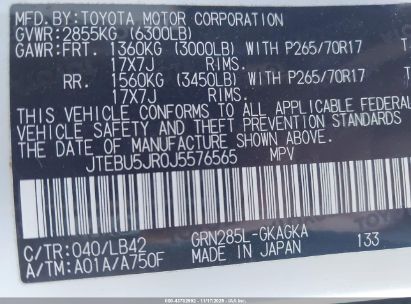 MFD.BY: TOYOTA MOTOR CORPORATION
GVWR: 2855KG (6300LB)
GAWR: FRT. 1360KG (3000LB) WITH P265/70R17 T
17X7J RIMS.
RR. 1560KG (3450LB) WITH P265/70R17 T
17X7J RIMS.
THIS VEHICLE CONFORMS TO ALL APPLICABLE FEDERAL
VEHICLE SAFETY AND THEFT PREVENTION STANDARDS
DATE OF MANUFACTURE SHOWN ABOVE.
JTEBU5JR0J5576565 MPV
C/TR: 040/LB42 GRN285L-GKAGKA
A/TM: A01A/A750F MADE IN JAPAN 133